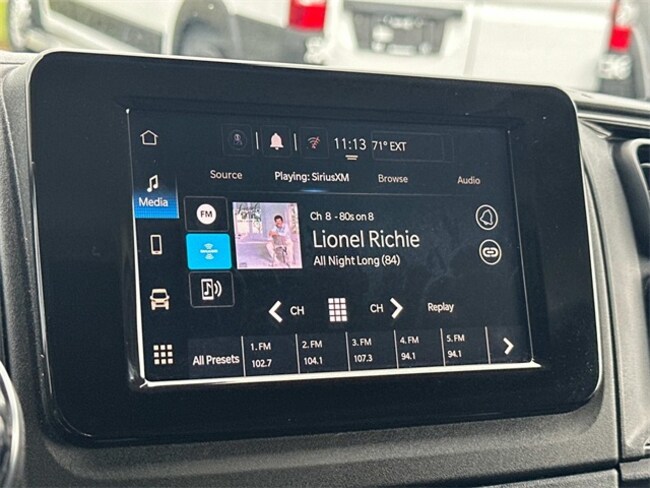 11:13 71° EXT
Source Playing: SiriusXM Browse Audio
Media
FM
Ch 8 - 80s on 8
Lionel Richie
All Night Long (84)
CH CH Replay
All Presets
1. FM
102.7
2. FM
104.1
3. FM
107.3
4. FM
94.1
5. FM
94.1